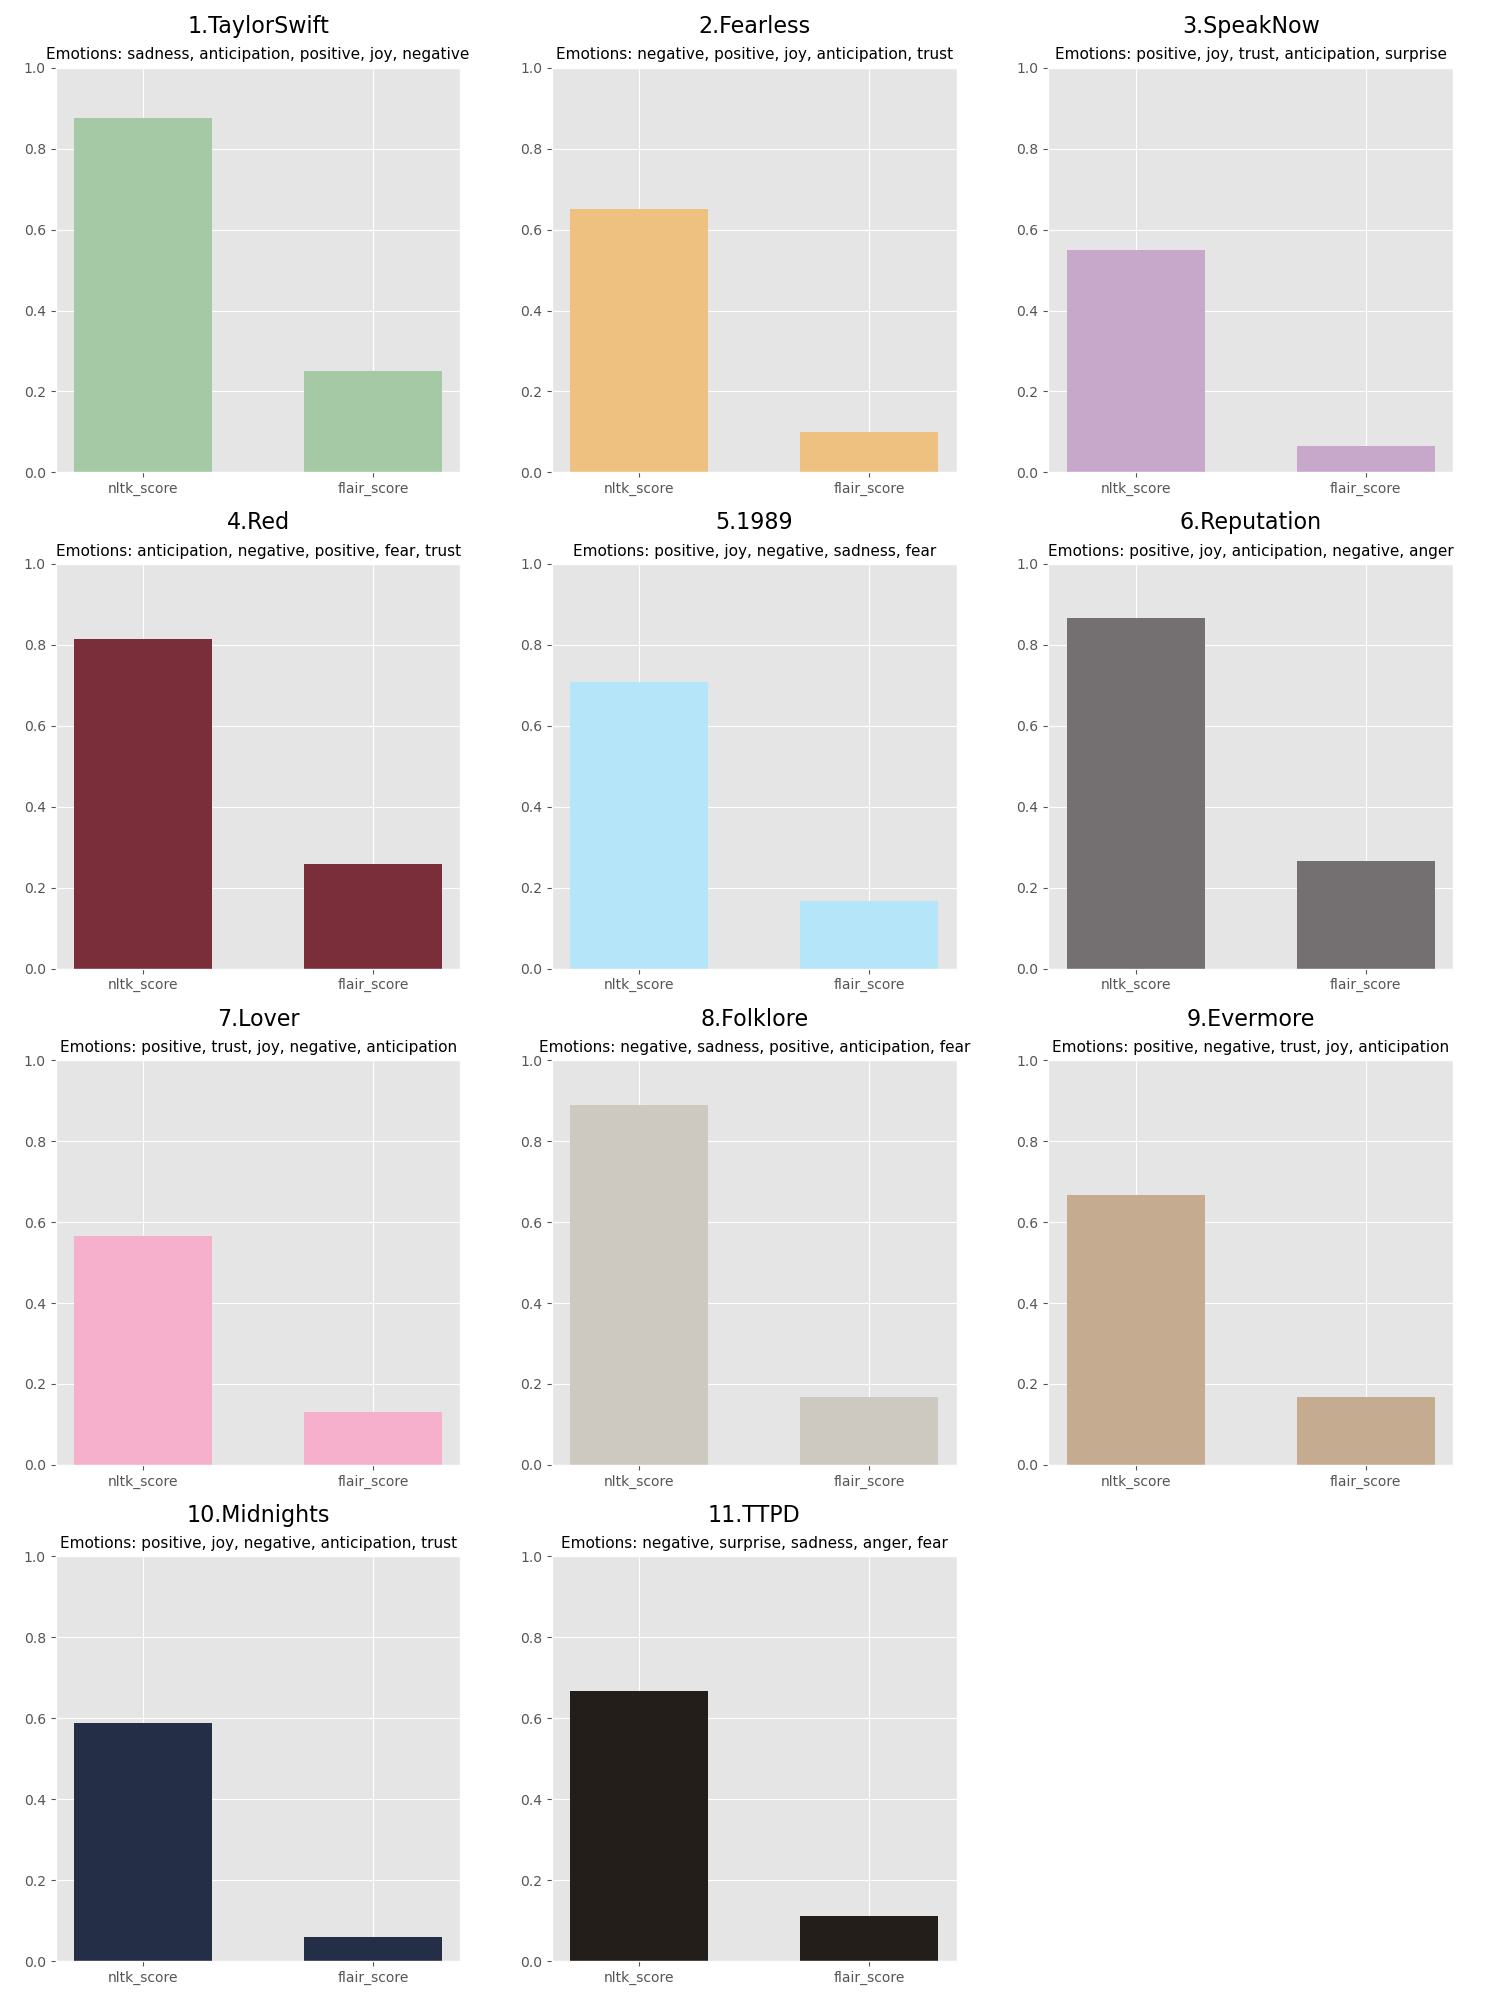 1.TaylorSwift
Emotions: sadness, anticipation, positive, joy, negative
1.0
0.8
0.6
0.4
0.2
0.0
nltk_score flair_score
2.Fearless
Emotions: negative, positive, joy, anticipation, trust
1.0
0.8
0.6
0.4
0.2
0.0
nltk_score flair_score
3.SpeakNow
Emotions: positive, joy, trust, anticipation, surprise
1.0
0.8
0.6
0.4
0.2
0.0
nltk_score flair_score
4.Red
Emotions: anticipation, negative, positive, fear, trust
1.0
0.8
0.6
0.4
0.2
0.0
nltk_score flair_score
5.1989
Emotions: positive, joy, negative, sadness, fear
1.0
0.8
0.6
0.4
0.2
0.0
nltk_score flair_score
6.Reputation
Emotions: positive, joy, anticipation, negative, anger
1.0
0.8
0.6
0.4
0.2
0.0
nltk_score flair_score
7.Lover
Emotions: positive, trust, joy, negative, anticipation
1.0
0.8
0.6
0.4
0.2
0.0
nltk_score flair_score
8.Folklore
Emotions: negative, sadness, positive, anticipation, fear
1.0
0.8
0.6
0.4
0.2
0.0
nltk_score flair_score
9.Evermore
Emotions: positive, negative, trust, joy, anticipation
1.0
0.8
0.6
0.4
0.2
0.0
nltk_score flair_score
10.Midnights
Emotions: positive, joy, negative, anticipation, trust
1.0
0.8
0.6
0.4
0.2
0.0
nltk_score flair_score
11.TTPD
Emotions: negative, surprise, sadness, anger, fear
1.0
0.8
0.6
0.4
0.2
0.0
nltk_score flair_score